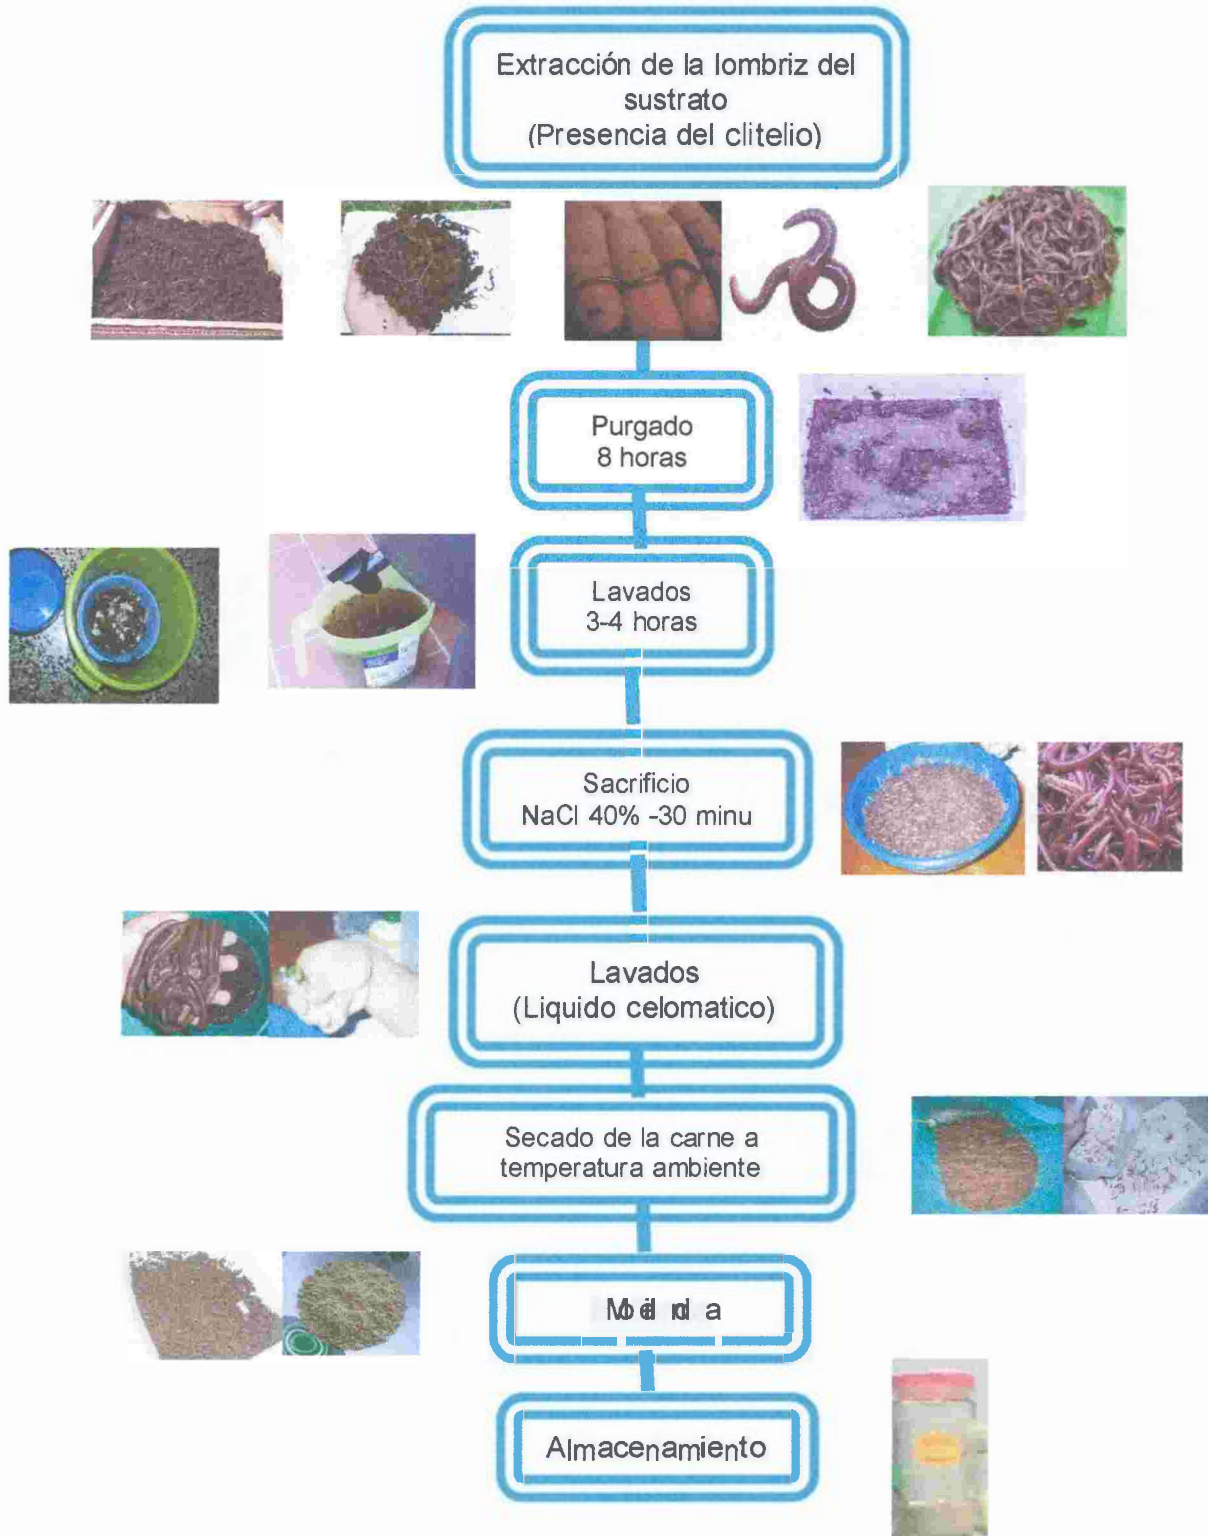 Extracción de la lombriz del
sustrato
(Presencia del clitelio)
Purgado
8 horas
Lavados
3-4 horas
Sacrificio
NaCl 40% -30 minu
Lavados
(Liquido celomatico)
Secado de la carne a
temperatura ambiente
Almacenamiento